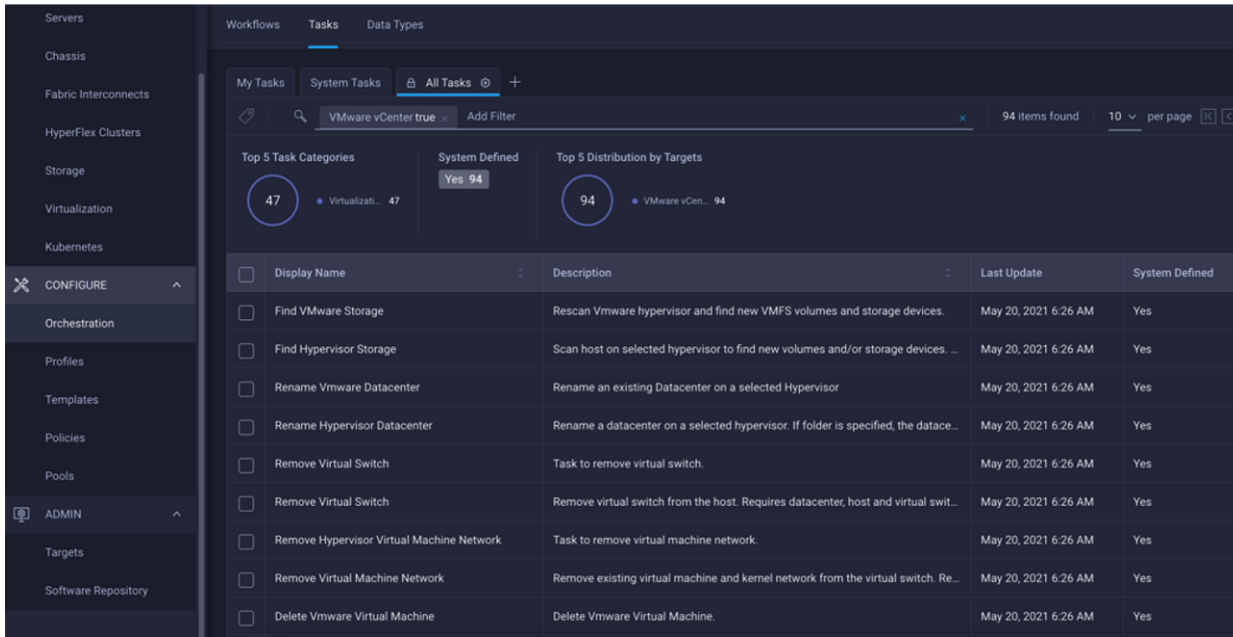 Servers
Chassis
Fabric Interconnects
HyperFlex Clusters
Storage
Virtualization
Kubernetes
CONFIGURE
Orchestration
Profiles
Templates
Policies
Pools
ADMIN
Targets
Software Repository
Workflows Tasks Data Types
My Tasks System Tasks All Tasks +
VMware vCenter true × Add Filter × 94 items found 10 per page
Top 5 Task Categories System Defined Top 5 Distribution by Targets
Yes 94
47 Virtualizati... 47 94 VMware vCen... 94
Display Name Description Last Update System Defined
Find VMware Storage Rescan Vmware hypervisor and find new VMFS volumes and storage devices. May 20, 2021 6:26 AM Yes
Find Hypervisor Storage Scan host on selected hypervisor to find new volumes and/or storage devices. ... May 20, 2021 6:26 AM Yes
Rename Vmware Datacenter Rename an existing Datacenter on a selected Hypervisor May 20, 2021 6:26 AM Yes
Rename Hypervisor Datacenter Rename a datacenter on a selected hypervisor. If folder is specified, the datace... May 20, 2021 6:26 AM Yes
Remove Virtual Switch Task to remove virtual switch. May 20, 2021 6:26 AM Yes
Remove Virtual Switch Remove virtual switch from the host. Requires datacenter, host and virtual swit... May 20, 2021 6:26 AM Yes
Remove Hypervisor Virtual Machine Network Task to remove virtual machine network. May 20, 2021 6:26 AM Yes
Remove Virtual Machine Network Remove existing virtual machine and kernel network from the virtual switch. Re... May 20, 2021 6:26 AM Yes
Delete Vmware Virtual Machine Delete Vmware Virtual Machine. May 20, 2021 6:26 AM Yes